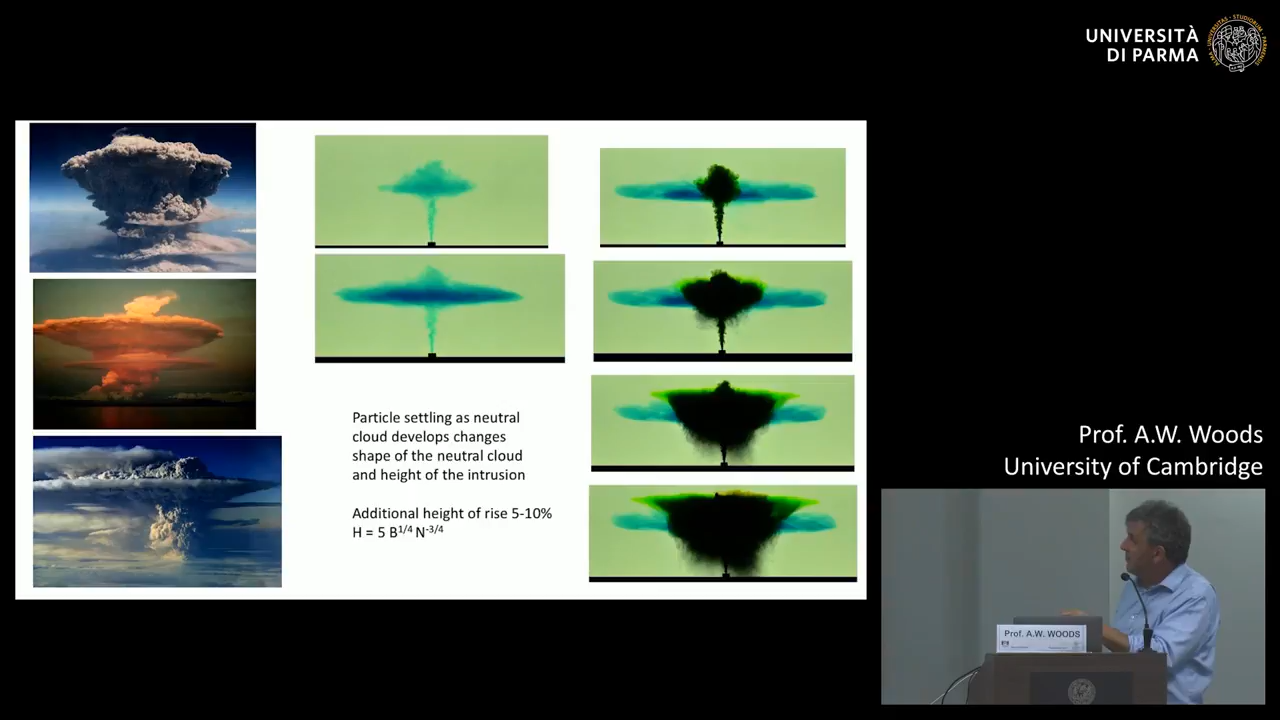 UNIVERSITÀ
DI PARMA
Particle settling as neutral
cloud develops changes
shape of the neutral cloud
and height of the intrusion
Additional height of rise 5-10%
H = 5 B^1/4 N^-3/4
Prof. A.W. Woods
University of Cambridge
Prof. A.W. WOODS